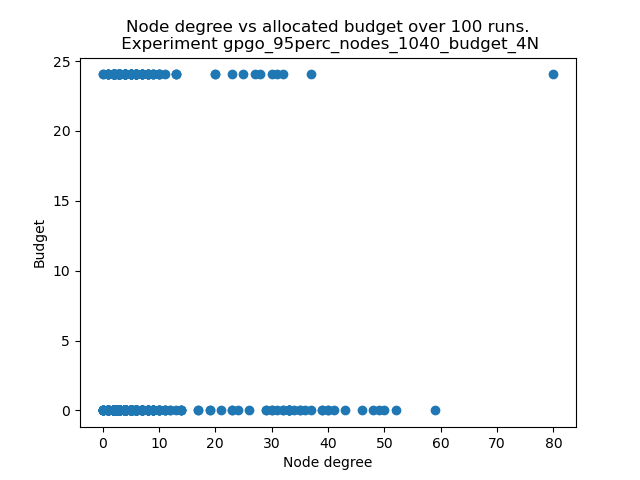 Node degree vs allocated budget over 100 runs.
Experiment gpgo_95perc_nodes_1040_budget_4N
25
20
15
10
5
0
Budget
0 10 20 30 40 50 60 70 80
Node degree